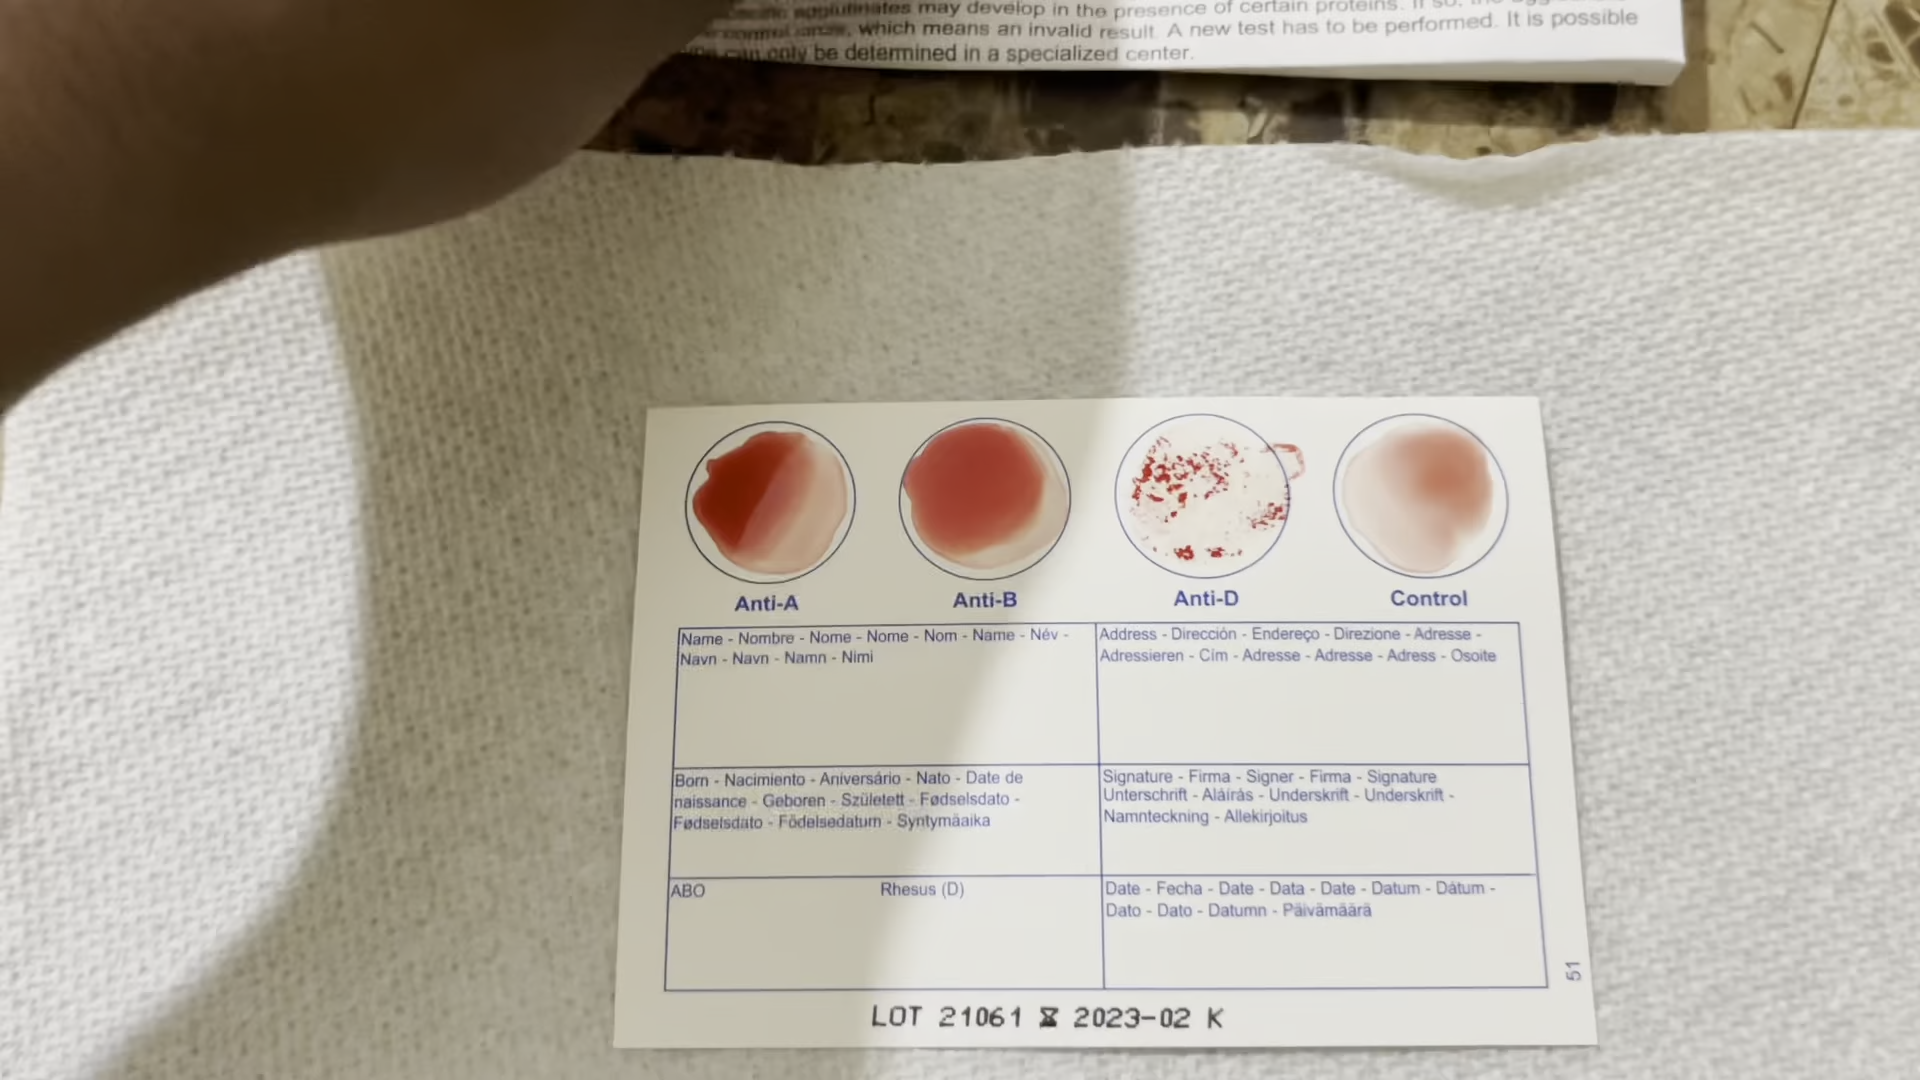 agglutinates may develop in the presence of certain proteins. If so, the
which means an invalid result. A new test has to be performed. It is possible
can only be determined in a specialized center.
Anti-A
Anti-B
Anti-D
Control
Name - Nombre - Nome - Nome - Nom - Name - Név -
Navn - Navn - Namn - Nimi
Address - Dirección - Endereço - Direzione - Adresse -
Adressieren - Cím - Adresse - Adresse - Adress - Osoite
Born - Nacimiento - Aniversário - Nato - Date de
naissance - Geboren - Született - Fødselsdato -
Fødselsdato - Födelsedatum - Syntymäaika
Signature - Firma - Signer - Firma - Signature
Unterschrift - Aláírás - Underskrift - Underskrift -
Namnteckning - Allekirjoitus
ABO
Rhesus (D)
Date - Fecha - Date - Data - Date - Datum - Dátum -
Dato - Dato - Datumn - Päivämäärä
51
LOT 21061 ⧗ 2023-02 K